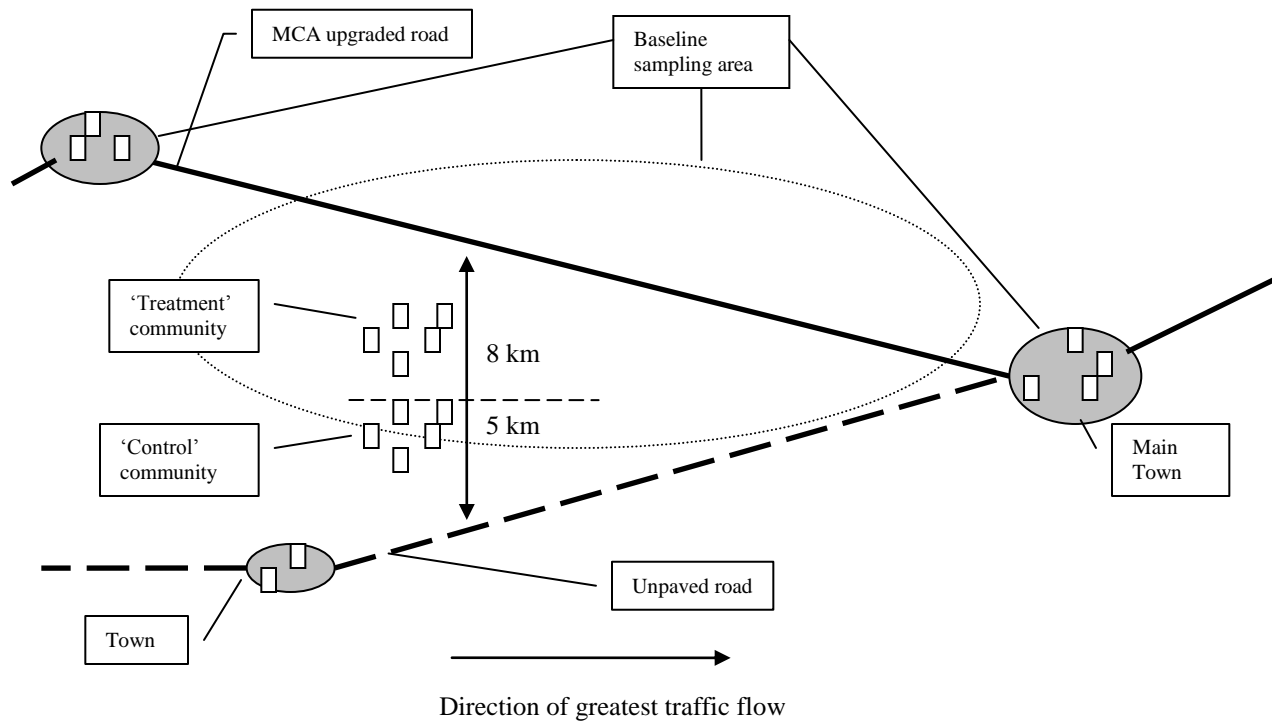 MCA upgraded road
Baseline
sampling area
‘Treatment’
community
8 km
5 km
‘Control’
community
Main
Town
Unpaved road
Town
Direction of greatest traffic flow